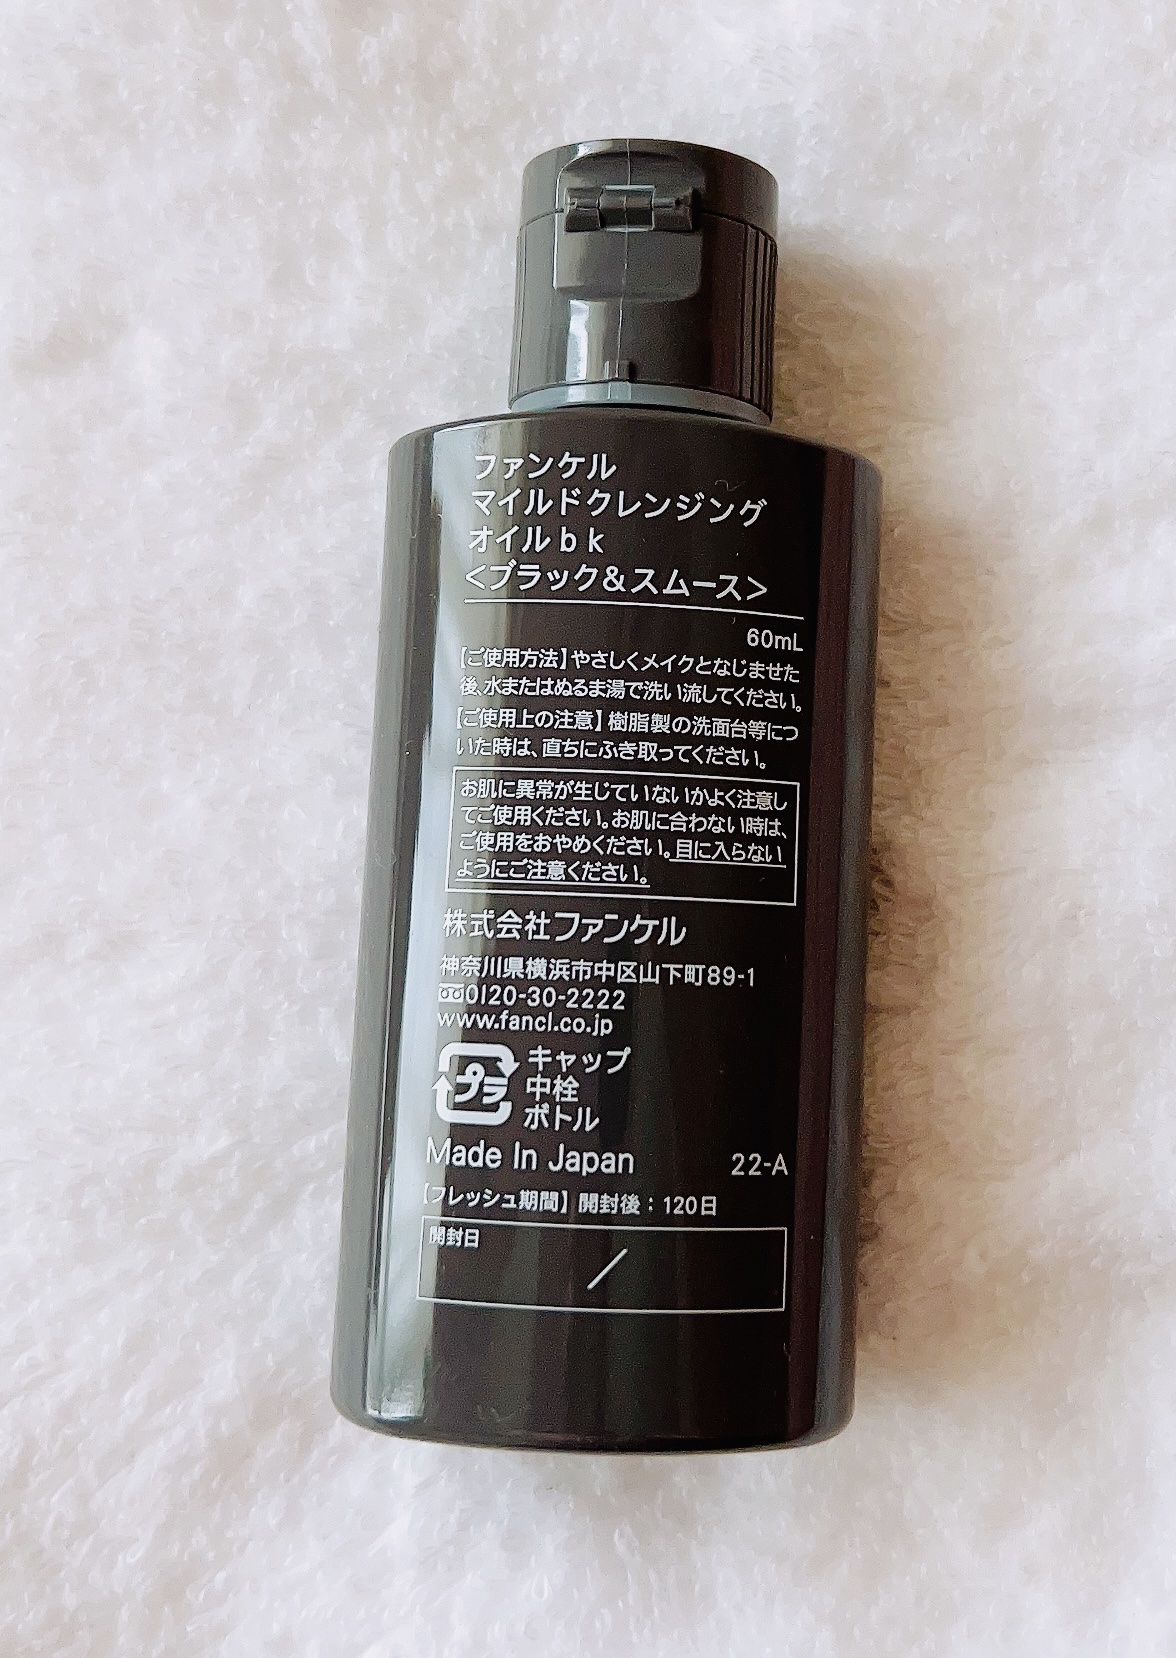 ファンケル
マイルドクレンジング
オイルbk
<ブラック&スムース>
60mL
【ご使用方法】やさしくメイクとなじませた
後、水またはぬるま湯で洗い流してください。
【ご使用上の注意】樹脂製の洗面台等につ
いた時は、直ちにふき取ってください。
お肌に異常が生じていないかよく注意し
てご使用ください。お肌に合わない時は、
ご使用をおやめください。目に入らない
ようにご注意ください。
株式会社ファンケル
神奈川県横浜市中区山下町89-1
0120-30-2222
www.fancl.co.jp
プラ
キャップ
中栓
ボトル
Made In Japan 22-A
【フレッシュ期間】開封後:120日
開封日
/